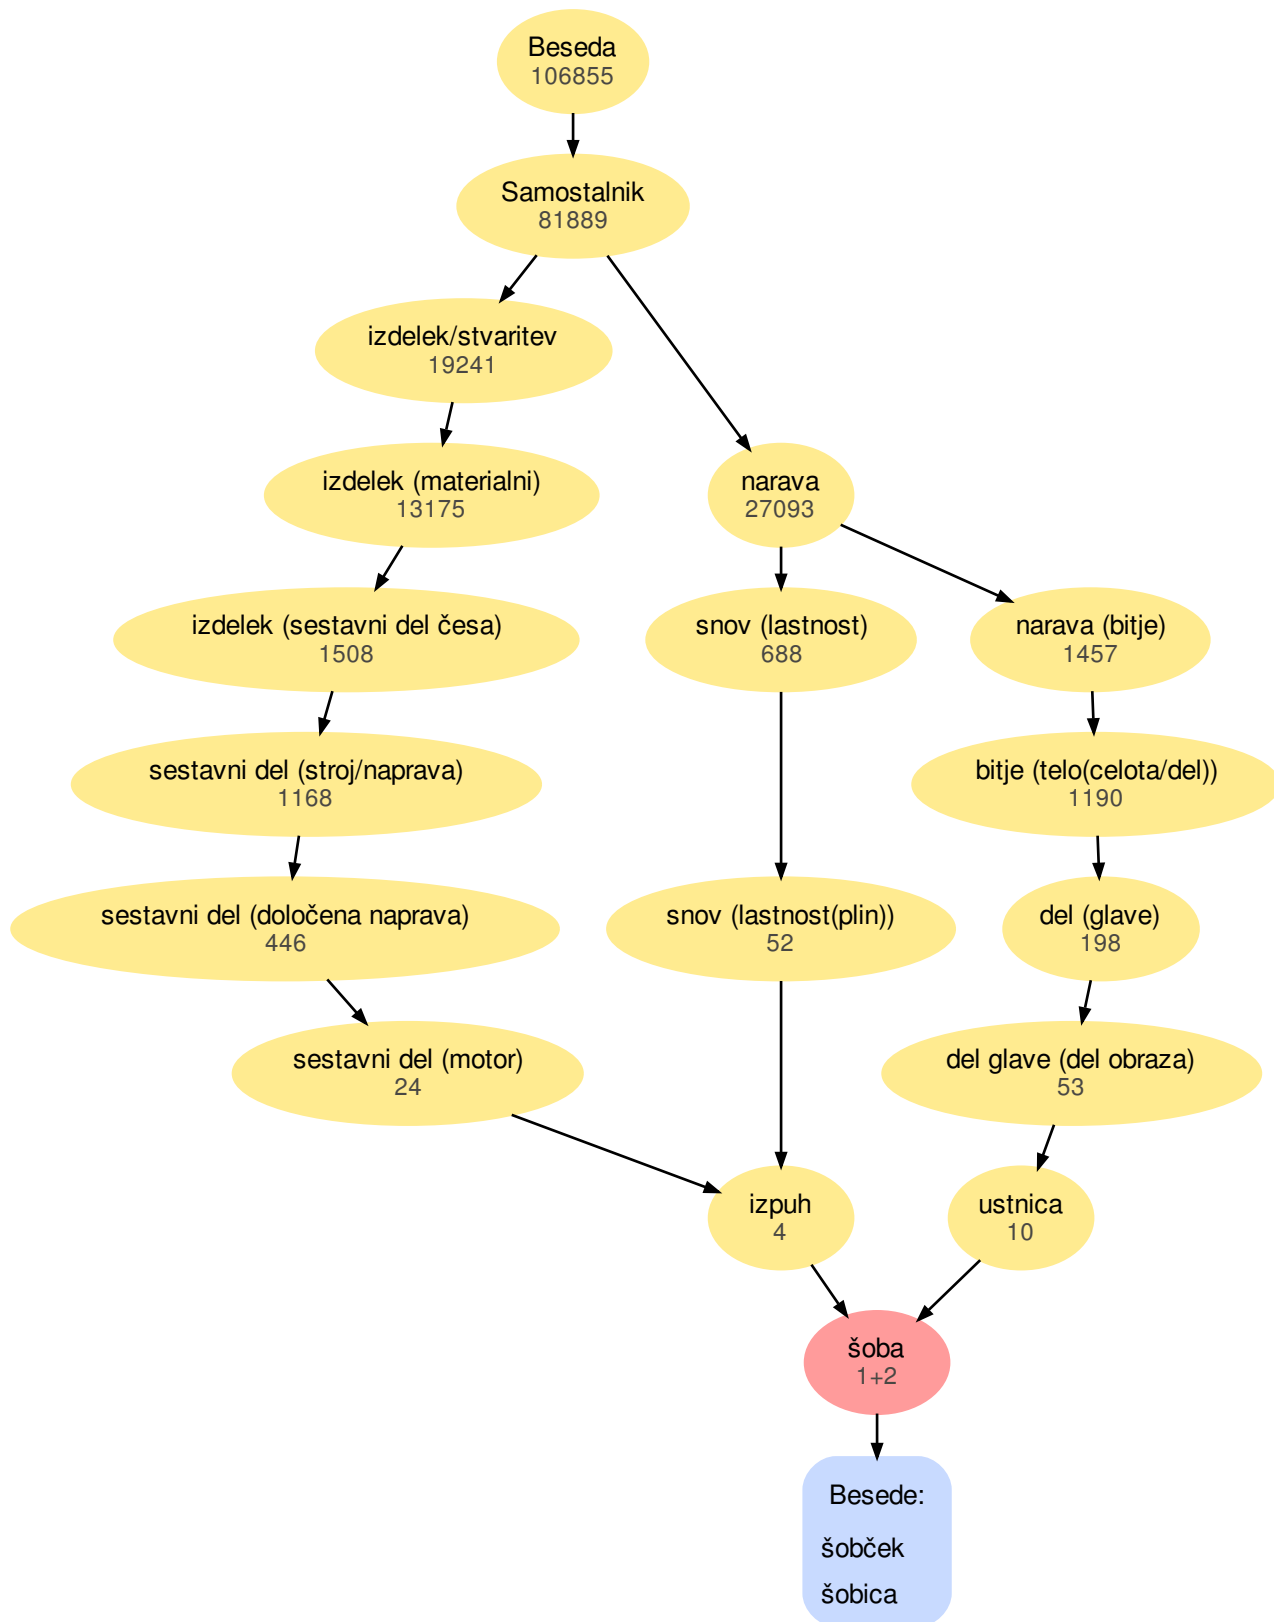 Beseda
106855
Samostalnik
81889
izdelek/stvaritev
19241
izdelek (materialni)
13175
narava
27093
izdelek (sestavni del česa)
1508
snov (lastnost)
688
narava (bitje)
1457
sestavni del (stroj/naprava)
1168
bitje (telo(celota/del))
1190
sestavni del (določena naprava)
446
snov (lastnost(plin))
52
del (glave)
198
sestavni del (motor)
24
del glave (del obraza)
53
izpuh
4
ustnica
10
šoba
1+2
Besede:
šobček
šobica